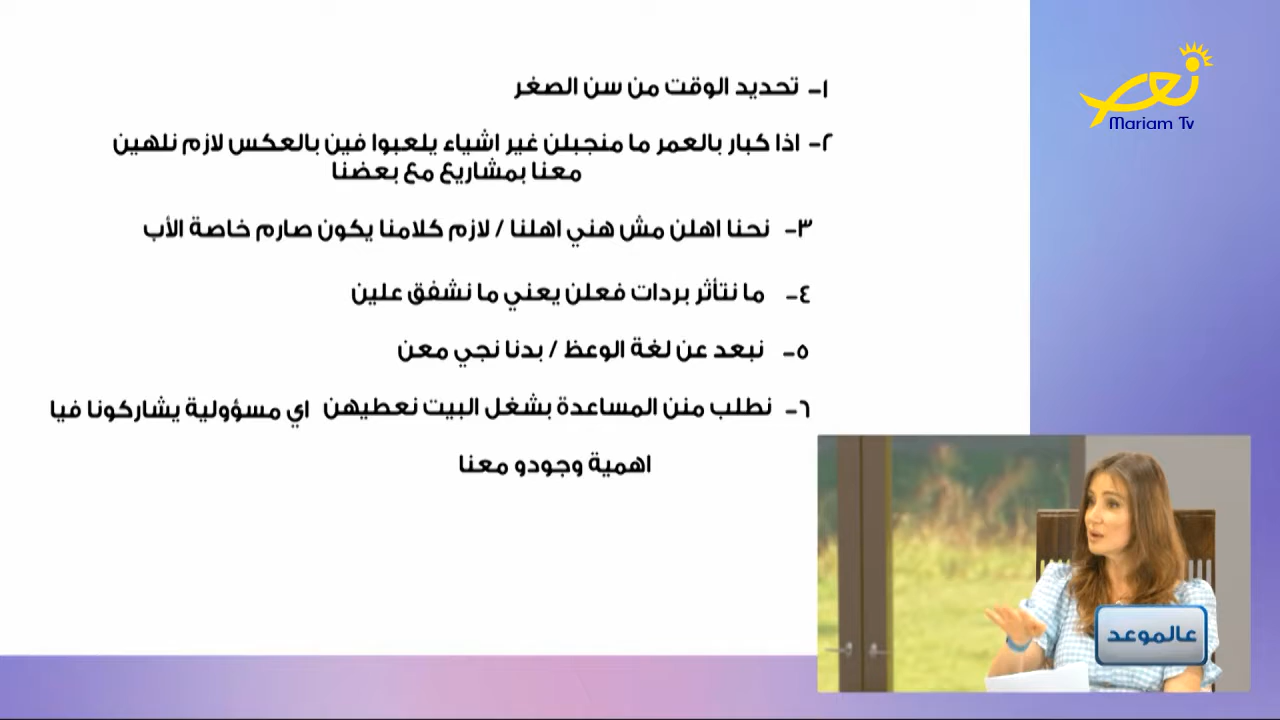 ١- تحديد الوقت من سن الصغر
٢- اذا كبار بالعمر ما منجبلن غير اشياء يلعبوا فين بالعكس لازم نلهين
معنا بمشاريع مع بعضنا
٣- نحنا اهلن مش هني اهلنا / لازم كلامنا يكون صارم خاصة الأب
٤- ما نتأثر بردات فعلن يعني ما نشفق علين
٥- نبعد عن لغة الوعظ / بدنا نجي معن
٦- نطلب منن المساعدة بشغل البيت نعطيهن اي مسؤولية يشاركونا فيا
اهمية وجودو معنا
نعم
Mariam Tv
عالموعد